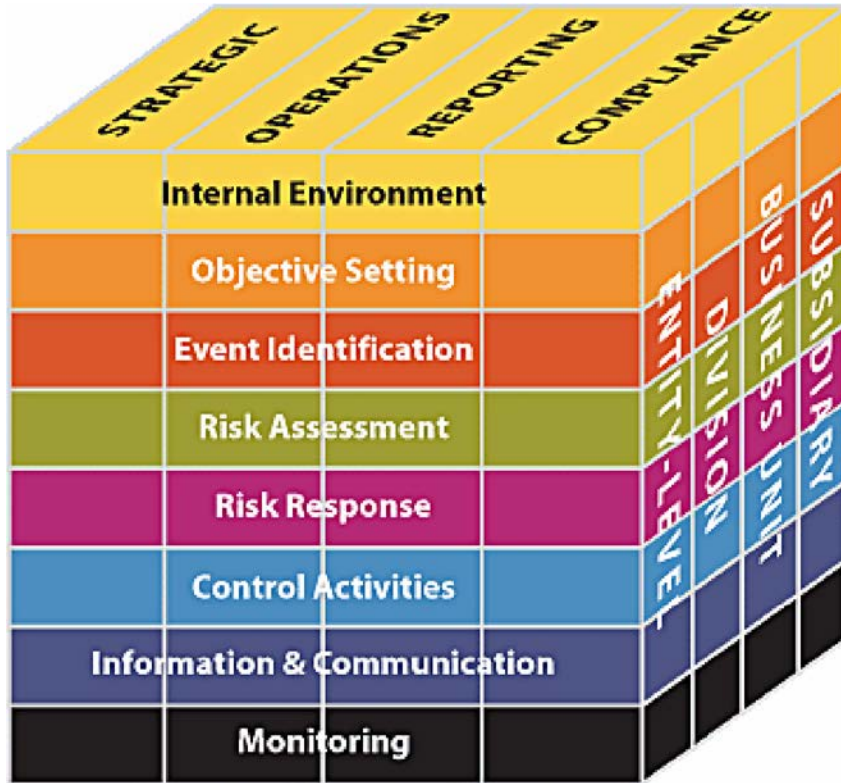 STRATEGIC
OPERATIONS
REPORTING
COMPLIANCE
Internal Environment
Objective Setting
Event Identification
Risk Assessment
Risk Response
Control Activities
Information & Communication
Monitoring
ENTITY-LEVEL
DIVISION
BUSINESS UNIT
SUBSIDIARY